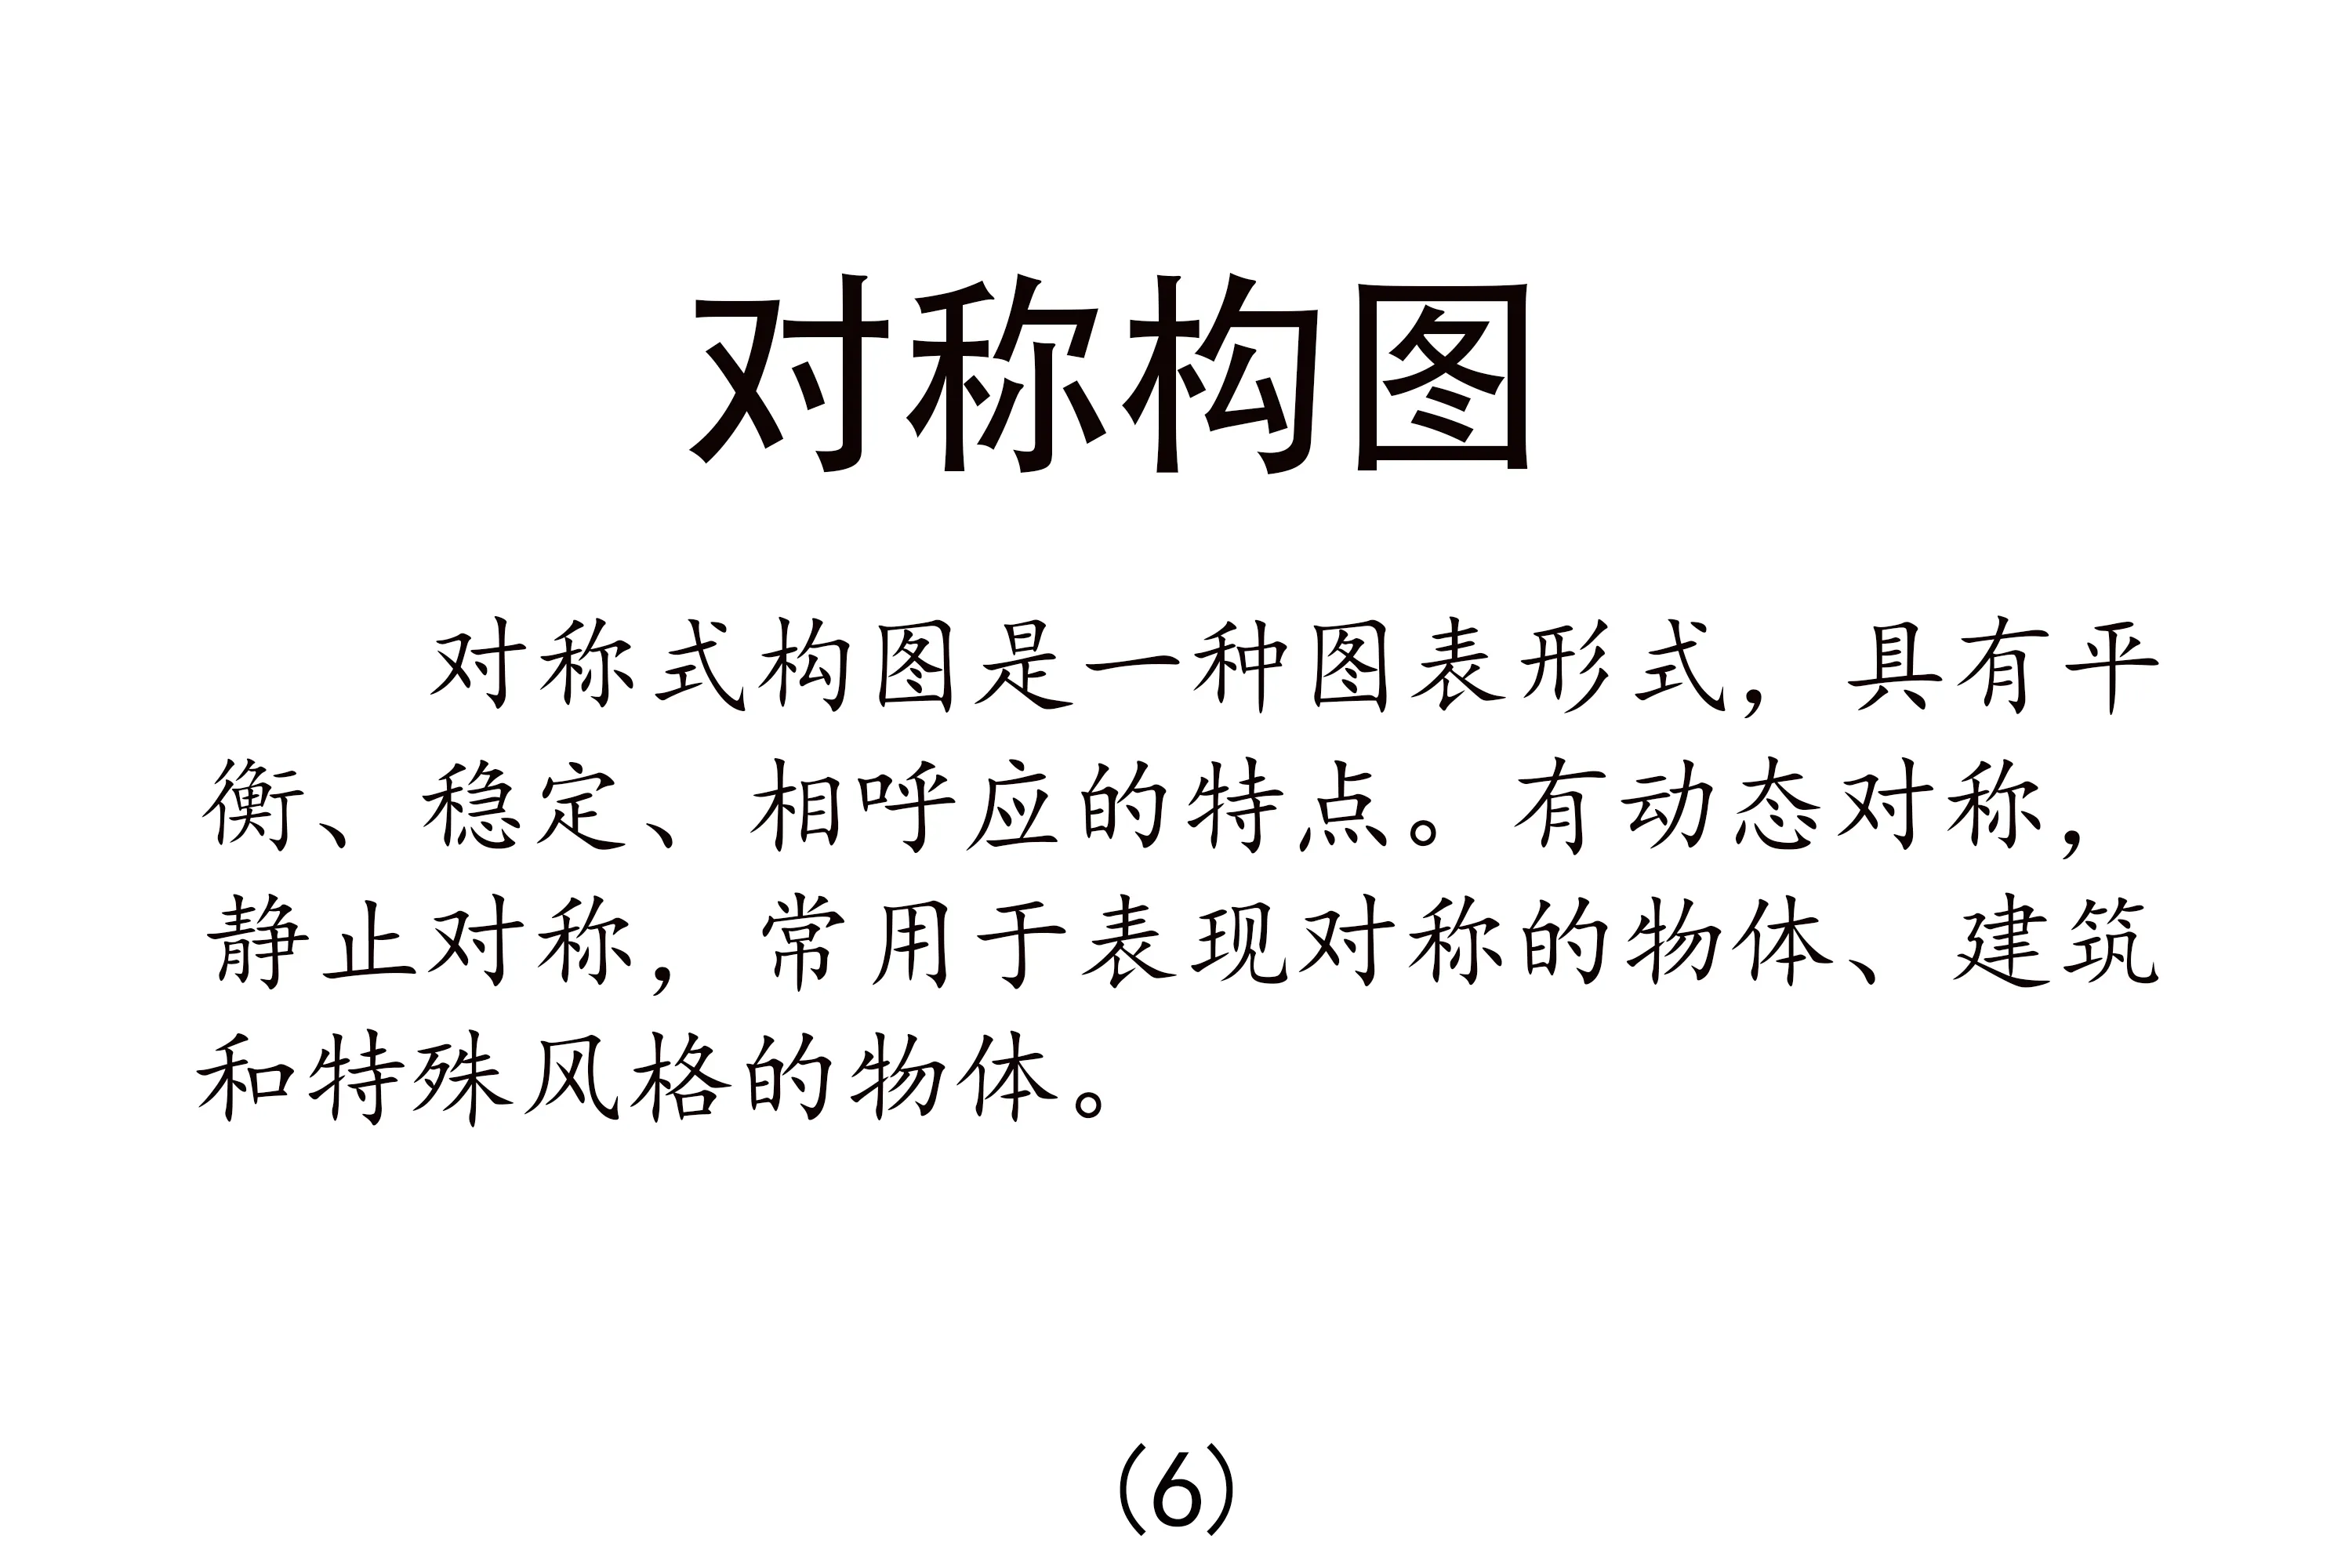 对称构图
对称式构图是一种图表现形式，具有平
衡、稳定、相呼应的特点。有动态对称，
静止对称，常用于表现对称的物体、建筑
和特殊风格的物体。
(6)